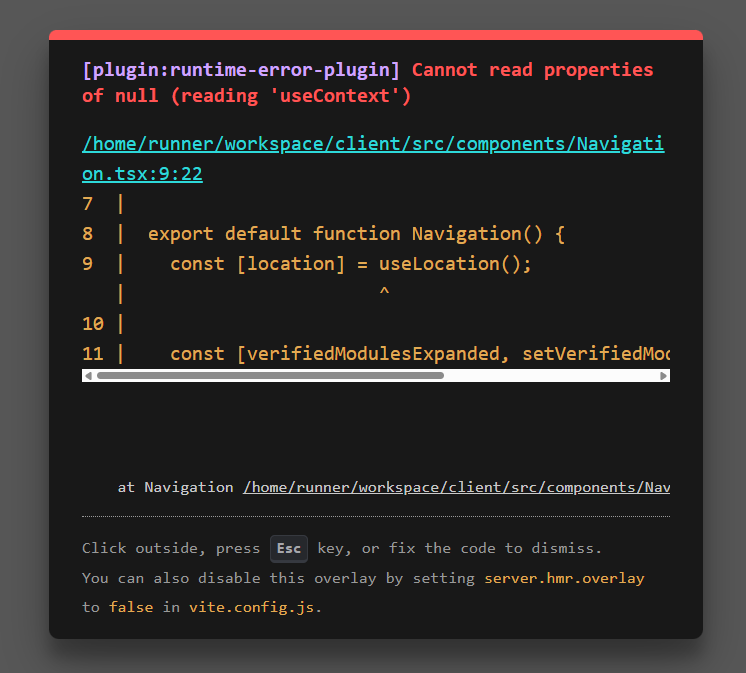 [plugin:runtime-error-plugin] Cannot read properties
of null (reading 'useContext')
/home/runner/workspace/client/src/components/Navigati
on.tsx:9:22
7  |
8  |  export default function Navigation() {
9  |    const [location] = useLocation();
   |                       ^
10 |
11 |    const [verifiedModulesExpanded, setVerifiedMod
at Navigation /home/runner/workspace/client/src/components/Nav
Click outside, press Esc key, or fix the code to dismiss.
You can also disable this overlay by setting server.hmr.overlay
to false in vite.config.js.